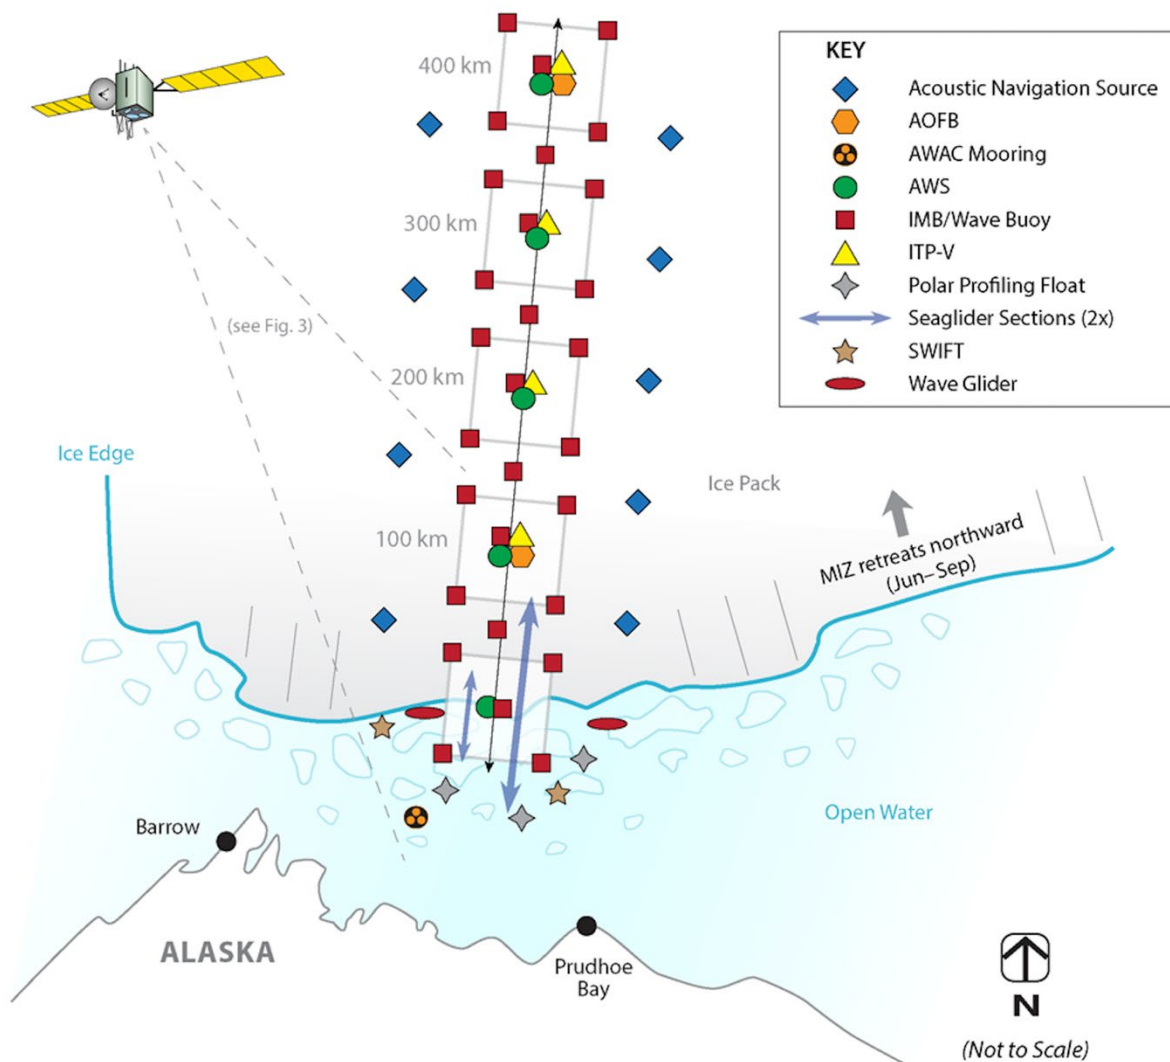 KEY
Acoustic Navigation Source
AOFB
AWAC Mooring
AWS
IMB/Wave Buoy
ITP-V
Polar Profiling Float
Seaglider Sections (2x)
SWIFT
Wave Glider
400 km
300 km
(see Fig. 3)
200 km
Ice Edge
Ice Pack
100 km
MIZ retreats northward
(Jun–Sep)
Open Water
Barrow
ALASKA
Prudhoe
Bay
N
(Not to Scale)